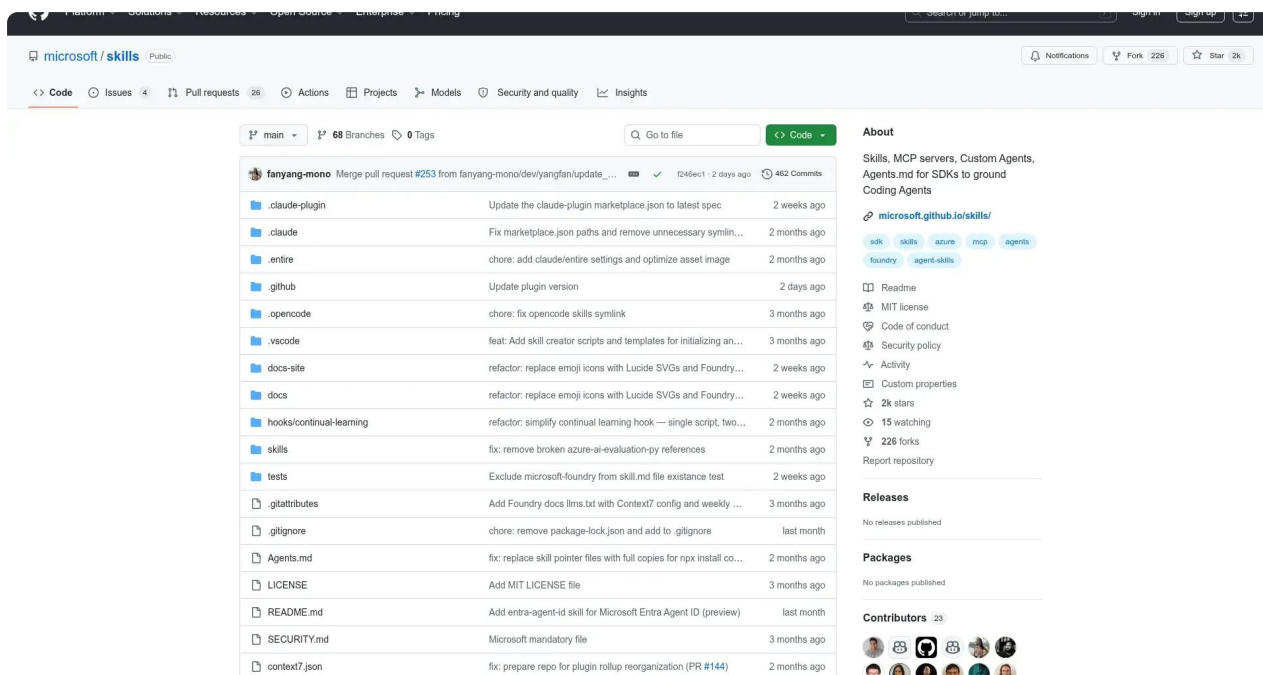 Platform Solutions Resources Open Source Enterprise Pricing Search or jump to... Sign in Sign up
microsoft / skills Public Notifications Fork 226 Star 2k
Code Issues 4 Pull requests 26 Actions Projects Models Security and quality Insights
main 68 Branches 0 Tags Go to file Code
fanyang-mono Merge pull request #253 from fanyang-mono/dev/yangfan/update_... f246ec1 · 2 days ago 462 Commits
.claude-plugin Update the claude-plugin marketplace.json to latest spec 2 weeks ago
.claude Fix marketplace.json paths and remove unnecessary symlin... 2 months ago
.entire chore: add claude/entire settings and optimize asset image 2 months ago
.github Update plugin version 2 days ago
.opencode chore: fix opencode skills symlink 3 months ago
.vscode feat: Add skill creator scripts and templates for initializing an... 3 months ago
docs-site refactor: replace emoji icons with Lucide SVGs and Foundry... 2 weeks ago
docs refactor: replace emoji icons with Lucide SVGs and Foundry... 2 weeks ago
hooks/continual-learning refactor: simplify continual learning hook — single script, two... 2 months ago
skills fix: remove broken azure-ai-evaluation-py references 2 months ago
tests Exclude microsoft-foundry from skill.md file existance test 2 weeks ago
.gitattributes Add Foundry docs llms.txt with Context7 config and weekly ... 3 months ago
.gitignore chore: remove package-lock.json and add to .gitignore last month
Agents.md fix: replace skill pointer files with full copies for npx install co... 2 months ago
LICENSE Add MIT LICENSE file 3 months ago
README.md Add entra-agent-id skill for Microsoft Entra Agent ID (preview) last month
SECURITY.md Microsoft mandatory file 3 months ago
context7.json fix: prepare repo for plugin rollup reorganization (PR #144) 2 months ago
About
Skills, MCP servers, Custom Agents,
Agents.md for SDKs to ground
Coding Agents
microsoft.github.io/skills/
sdk skills azure mcp agents
foundry agent-skills
Readme
MIT license
Code of conduct
Security policy
Activity
Custom properties
2k stars
15 watching
226 forks
Report repository
Releases
No releases published
Packages
No packages published
Contributors 23